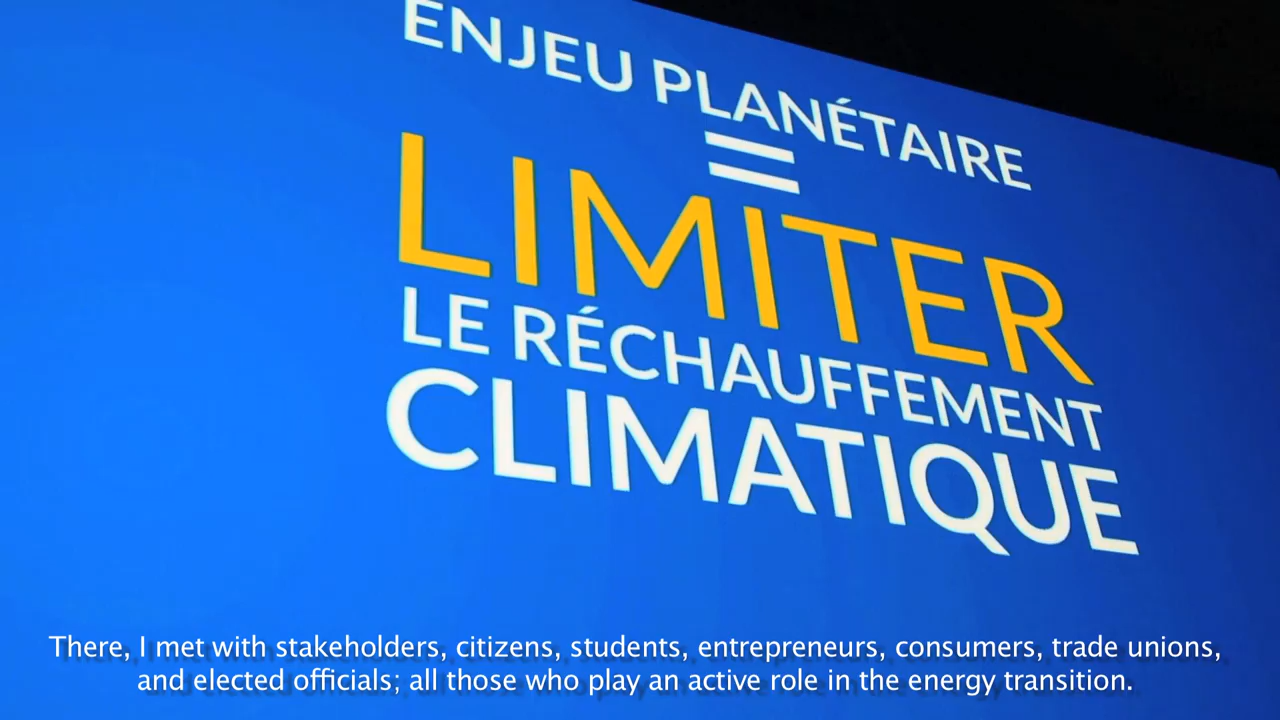 ENJEU PLANÉTAIRE
=
LIMITER
LE RÉCHAUFFEMENT
CLIMATIQUE
There, I met with stakeholders, citizens, students, entrepreneurs, consumers, trade unions,
and elected officials; all those who play an active role in the energy transition.